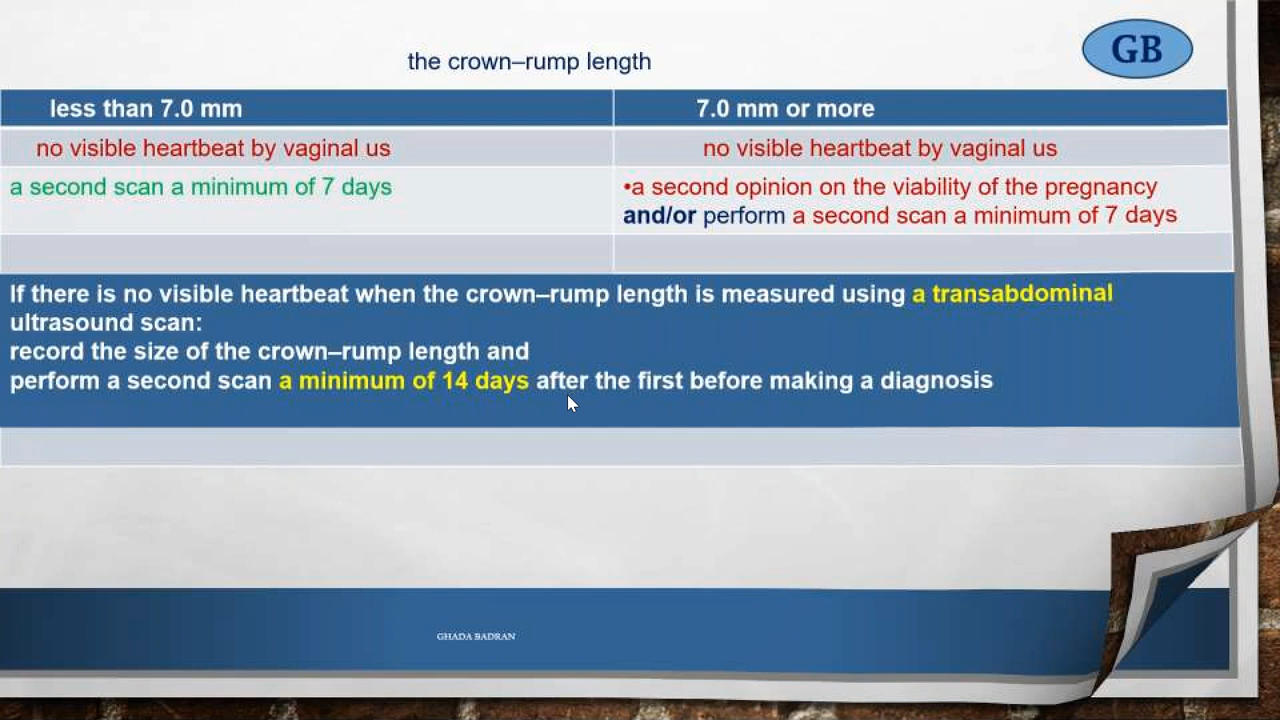 the crown–rump length
GB
less than 7.0 mm
7.0 mm or more
no visible heartbeat by vaginal us
no visible heartbeat by vaginal us
a second scan a minimum of 7 days
•a second opinion on the viability of the pregnancy
and/or perform a second scan a minimum of 7 days
If there is no visible heartbeat when the crown–rump length is measured using a transabdominal
ultrasound scan:
record the size of the crown–rump length and
perform a second scan a minimum of 14 days after the first before making a diagnosis
GHADA BADRAN